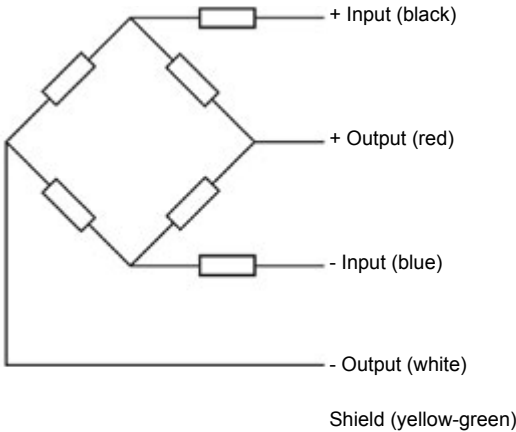 + Input (black)
+ Output (red)
- Input (blue)
- Output (white)
Shield (yellow-green)